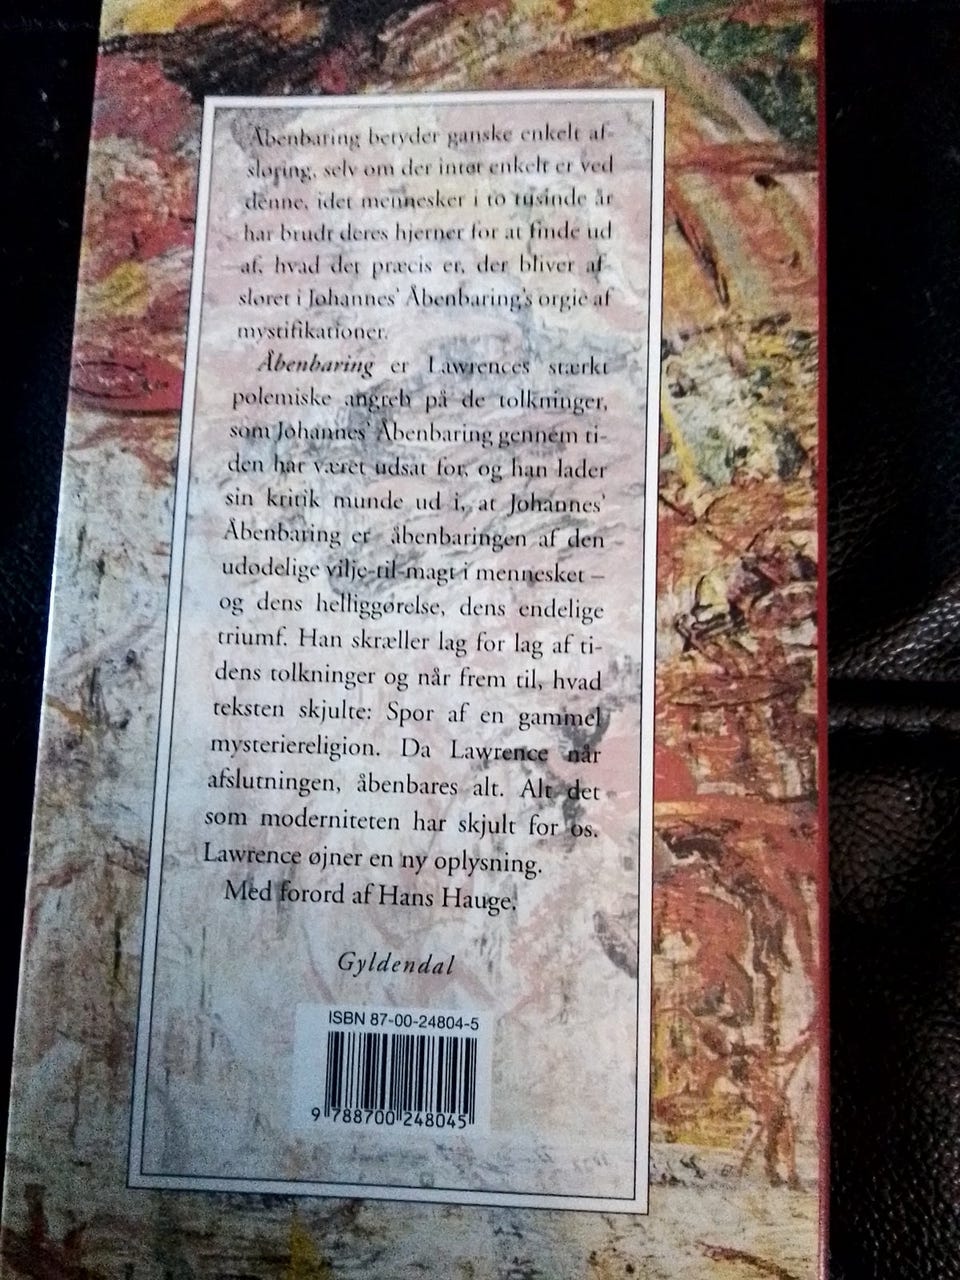 Åbenbaring betyder ganske enkelt af-
sløring, selv om der intet enkelt er ved
denne, idet mennesker i to tusinde år
har brudt deres hjerner for at finde ud
af, hvad det præcis er, der bliver af-
sløret i Johannes' Åbenbaring's orgie af
mystifikationer.
Åbenbaring er Lawrences stærkt
polemiske angreb på de tolkninger,
som Johannes' Åbenbaring gennem ti-
den har været udsat for, og han lader
sin kritik munde ud i, at Johannes'
Åbenbaring er åbenbaringen af den
udødelige vilje-til-magt i mennesket –
og dens helliggørelse, dens endelige
triumf. Han skræller lag for lag af ti-
dens tolkninger og når frem til, hvad
teksten skjulte: Spor af en gammel
mysteriereligion. Da Lawrence når
afslutningen, åbenbares alt. Alt det
som moderniteten har skjult for os.
Lawrence øjner en ny oplysning.
Med forord af Hans Hauge.
Gyldendal
ISBN 87-00-24804-5
9 788700 248045